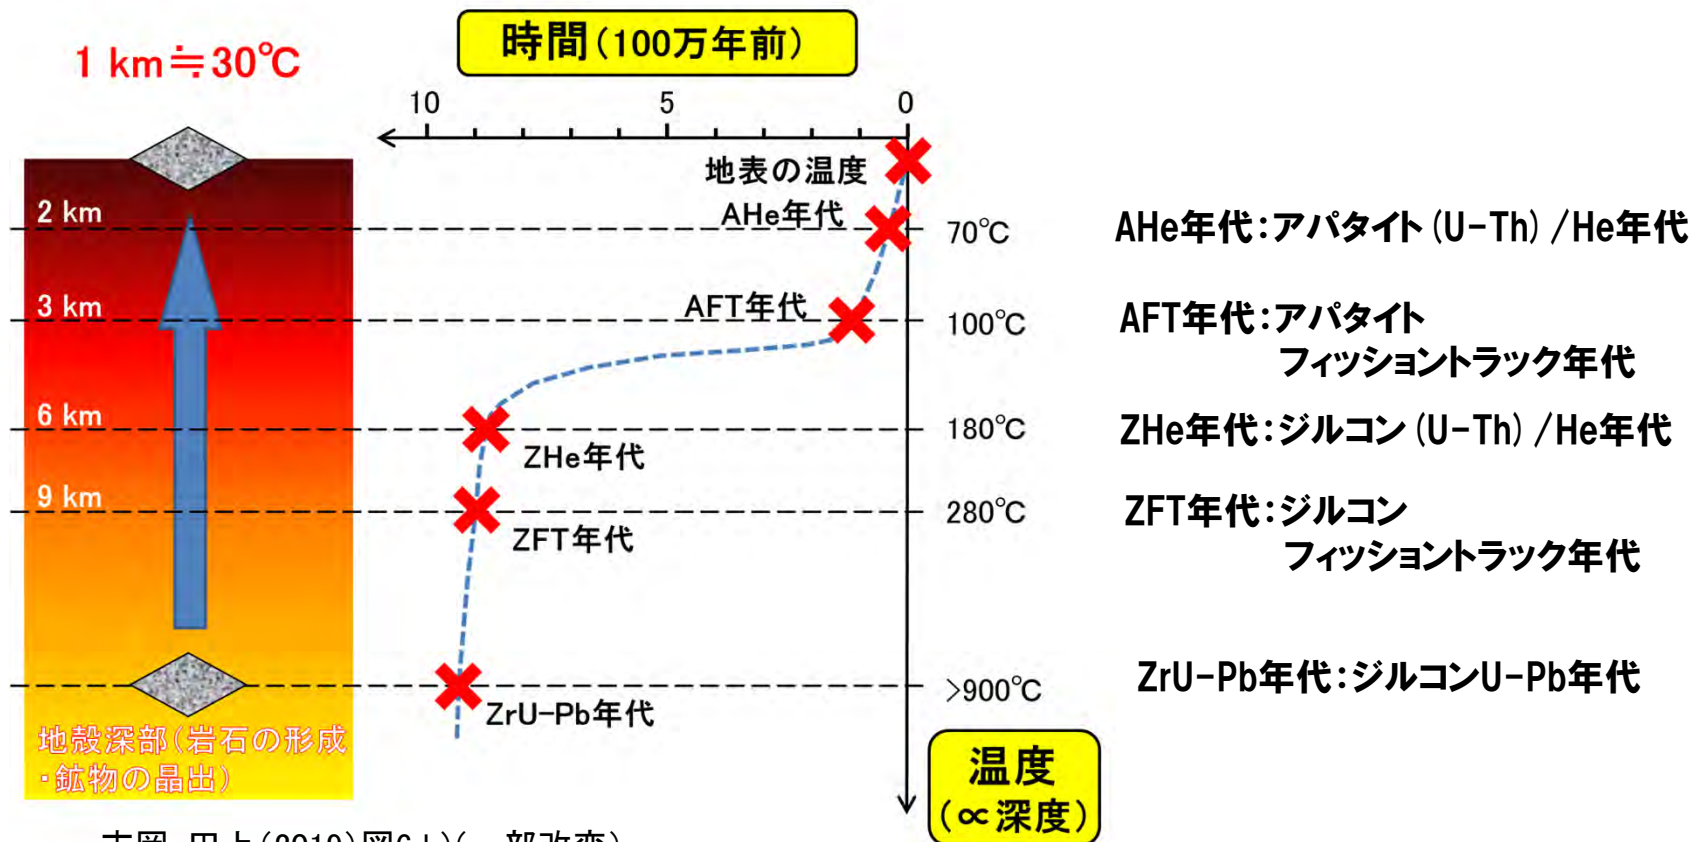 1 km≒30℃
時間(100万年前)
10
5
0
地表の温度
2 km
AHe年代
70℃
AHe年代:アパタイト(U-Th)/He年代
3 km
AFT年代
100℃
AFT年代:アパタイト
フィッショントラック年代
6 km
ZHe年代
180℃
ZHe年代:ジルコン(U-Th)/He年代
9 km
ZFT年代
280℃
ZFT年代:ジルコン
フィッショントラック年代
ZrU-Pb年代
>900℃
ZrU-Pb年代:ジルコンU-Pb年代
地殻深部(岩石の形成
・鉱物の晶出)
温度
(∝深度)